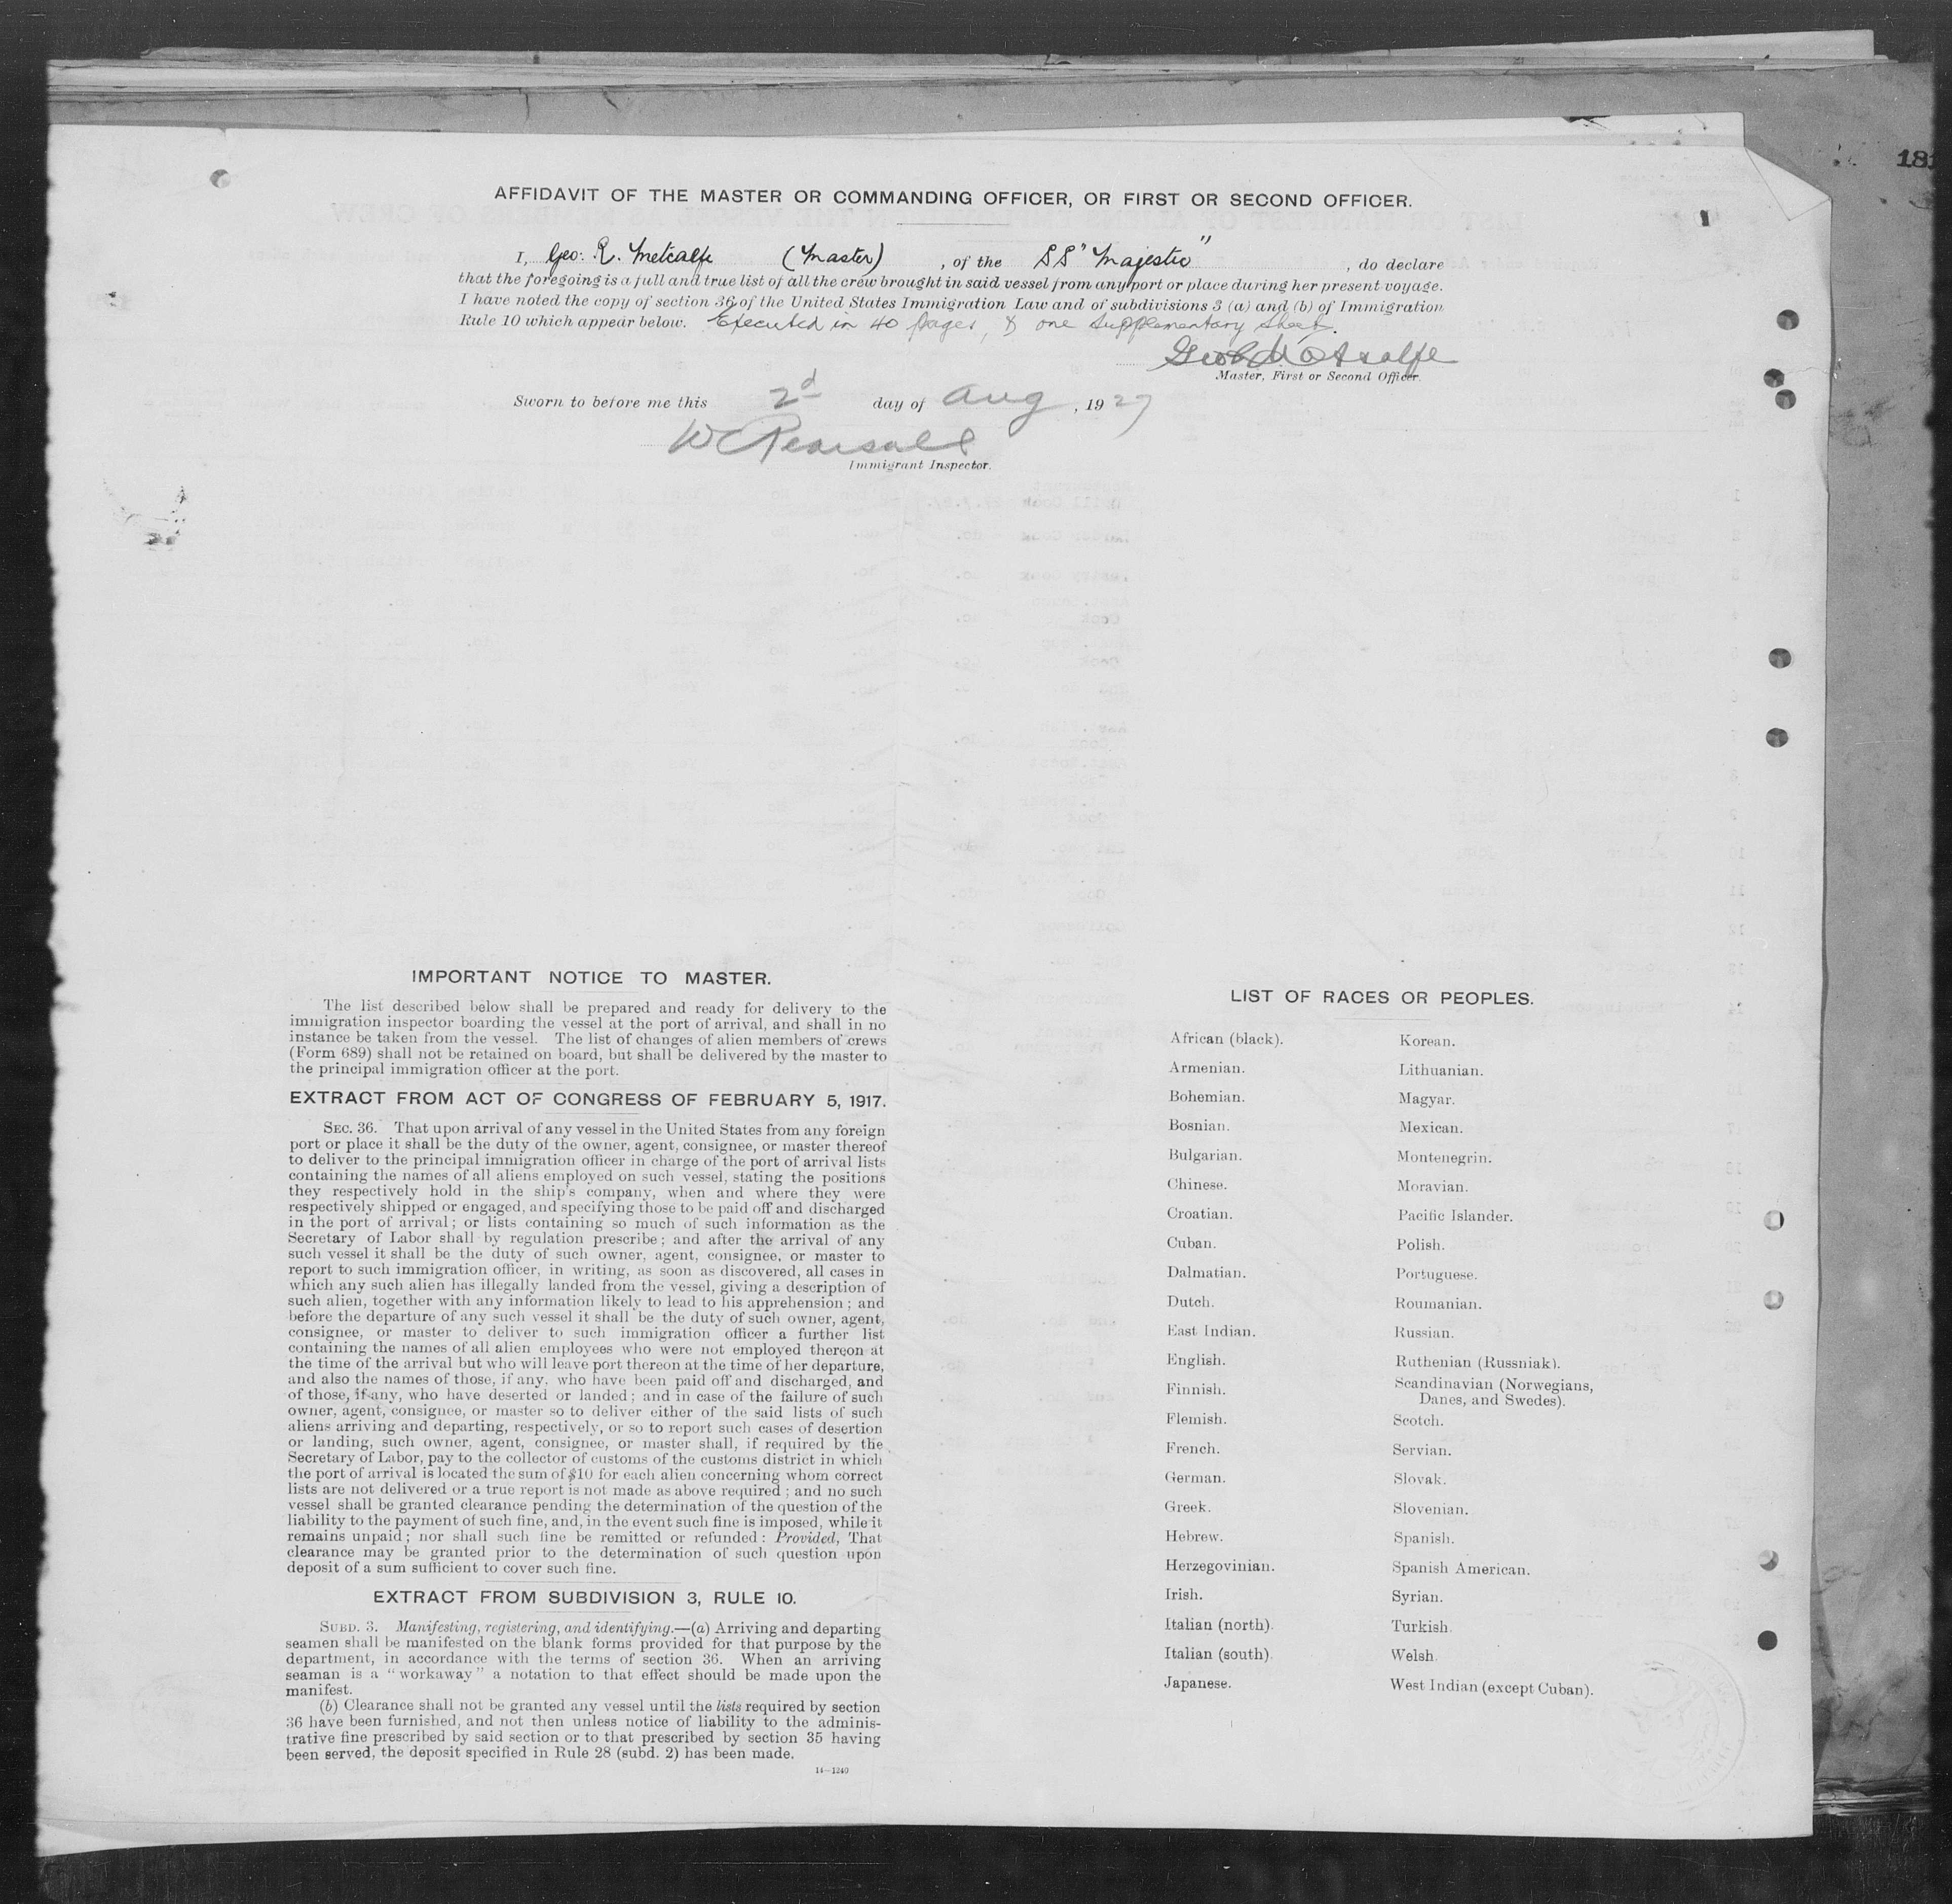 181
AFFIDAVIT OF THE MASTER OR COMMANDING OFFICER, OR FIRST OR SECOND OFFICER.
I, Geo: R. Metcalfe (Master), of the SS "Majestic", do declare
that the foregoing is a full and true list of all the crew brought in said vessel from any port or place during her present voyage.
I have noted the copy of section 36 of the United States Immigration Law and of subdivisions 3 (a) and (b) of Immigration
Rule 10 which appear below. Executed in 40 pages, & one supplementary sheet.
Master, First or Second Officer.
Sworn to before me this 2d day of Aug, 1927
W C Pearsall
Immigrant Inspector.
IMPORTANT NOTICE TO MASTER.
The list described below shall be prepared and ready for delivery to the
immigration inspector boarding the vessel at the port of arrival, and shall in no
instance be taken from the vessel. The list of changes of alien members of crews
(Form 689) shall not be retained on board, but shall be delivered by the master to
the principal immigration officer at the port.
EXTRACT FROM ACT OF CONGRESS OF FEBRUARY 5, 1917.
SEC. 36. That upon arrival of any vessel in the United States from any foreign
port or place it shall be the duty of the owner, agent, consignee, or master thereof
to deliver to the principal immigration officer in charge of the port of arrival lists
containing the names of all aliens employed on such vessel, stating the positions
they respectively hold in the ship's company, when and where they were
respectively shipped or engaged, and specifying those to be paid off and discharged
in the port of arrival; or lists containing so much of such information as the
Secretary of Labor shall by regulation prescribe; and after the arrival of any
such vessel it shall be the duty of such owner, agent, consignee, or master to
report to such immigration officer, in writing, as soon as discovered, all cases in
which any such alien has illegally landed from the vessel, giving a description of
such alien, together with any information likely to lead to his apprehension; and
before the departure of any such vessel it shall be the duty of such owner, agent,
consignee, or master to deliver to such immigration officer a further list
containing the names of all alien employees who were not employed thereon at
the time of the arrival but who will leave port thereon at the time of her departure,
and also the names of those, if any, who have been paid off and discharged, and
of those, if any, who have deserted or landed; and in case of the failure of such
owner, agent, consignee, or master so to deliver either of the said lists of such
aliens arriving and departing, respectively, or so to report such cases of desertion
or landing, such owner, agent, consignee, or master shall, if required by the
Secretary of Labor, pay to the collector of customs of the customs district in which
the port of arrival is located the sum of $10 for each alien concerning whom correct
lists are not delivered or a true report is not made as above required; and no such
vessel shall be granted clearance pending the determination of the question of the
liability to the payment of such fine, and, in the event such fine is imposed, while it
remains unpaid; nor shall such fine be remitted or refunded: Provided, That
clearance may be granted prior to the determination of such question upon
deposit of a sum sufficient to cover such fine.
EXTRACT FROM SUBDIVISION 3, RULE 10.
SUBD. 3. Manifesting, registering, and identifying.—(a) Arriving and departing
seamen shall be manifested on the blank forms provided for that purpose by the
department, in accordance with the terms of section 36. When an arriving
seaman is a "workaway" a notation to that effect should be made upon the
manifest.
(b) Clearance shall not be granted any vessel until the lists required by section
36 have been furnished, and not then unless notice of liability to the adminis-
trative fine prescribed by said section or to that prescribed by section 35 having
been served, the deposit specified in Rule 28 (subd. 2) has been made.
14—1240
LIST OF RACES OR PEOPLES.
African (black).
Armenian.
Bohemian.
Bosnian.
Bulgarian.
Chinese.
Croatian.
Cuban.
Dalmatian.
Dutch.
East Indian.
English.
Finnish.
Flemish.
French.
German.
Greek.
Hebrew.
Herzegovinian.
Irish.
Italian (north).
Italian (south).
Japanese.
Korean.
Lithuanian.
Magyar.
Mexican.
Montenegrin.
Moravian.
Pacific Islander.
Polish.
Portuguese.
Roumanian.
Russian.
Ruthenian (Russniak).
Scandinavian (Norwegians,
Danes, and Swedes).
Scotch.
Servian.
Slovak.
Slovenian.
Spanish.
Spanish American.
Syrian.
Turkish.
Welsh.
West Indian (except Cuban).